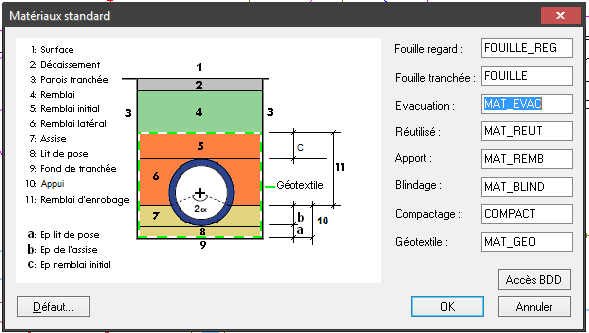 Matériaux standard
1: Surface
2: Décaissement
3: Parois tranchée
4: Remblai
5: Remblai initial
6: Remblai latéral
7: Assise
8: Lit de pose
9: Fond de tranchée
10: Appui
11: Remblai d'enrobage
a: Ep lit de pose
b: Ep de l'assise
c: Ep remblai initial
1
2
3
4
3
5
c
11
6
Géotextile
2α
7
b
10
8
a
9
Fouille regard : FOUILLE_REG
Fouille tranchée : FOUILLE
Evacuation : MAT_EVAC
Réutilisé : MAT_REUT
Apport : MAT_REMB
Blindage : MAT_BLIND
Compactage : COMPACT
Géotextile : MAT_GEO
Accès BDD
Défaut...
OK
Annuler